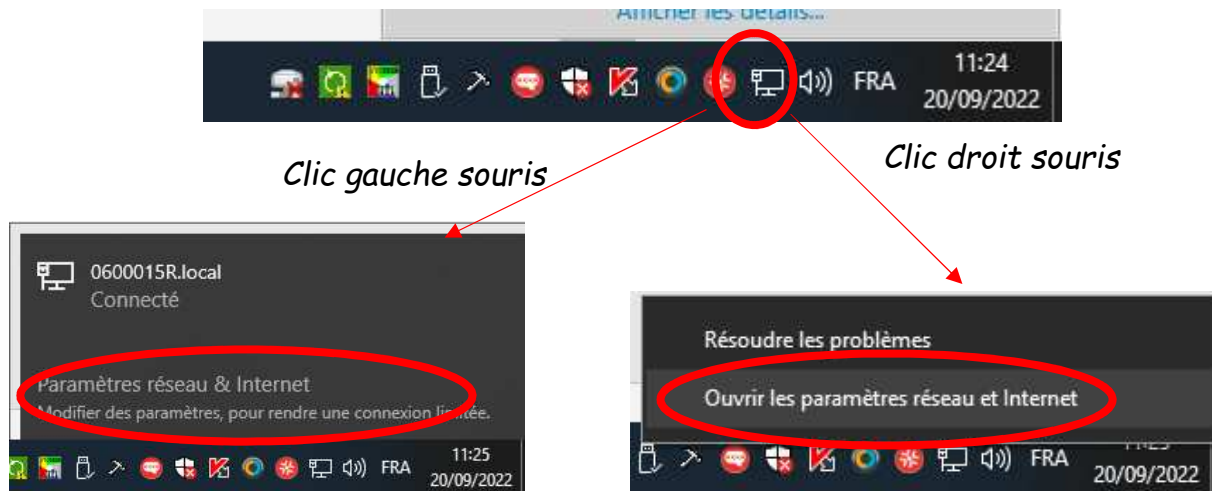 Afficher les détails...
FRA
11:24
20/09/2022
Clic gauche souris
Clic droit souris
0600015R.local
Connecté
Paramètres réseau & Internet
Modifier des paramètres, pour rendre une connexion limitée.
FRA
11:25
20/09/2022
Résoudre les problèmes
Ouvrir les paramètres réseau et Internet
FRA
20/09/2022